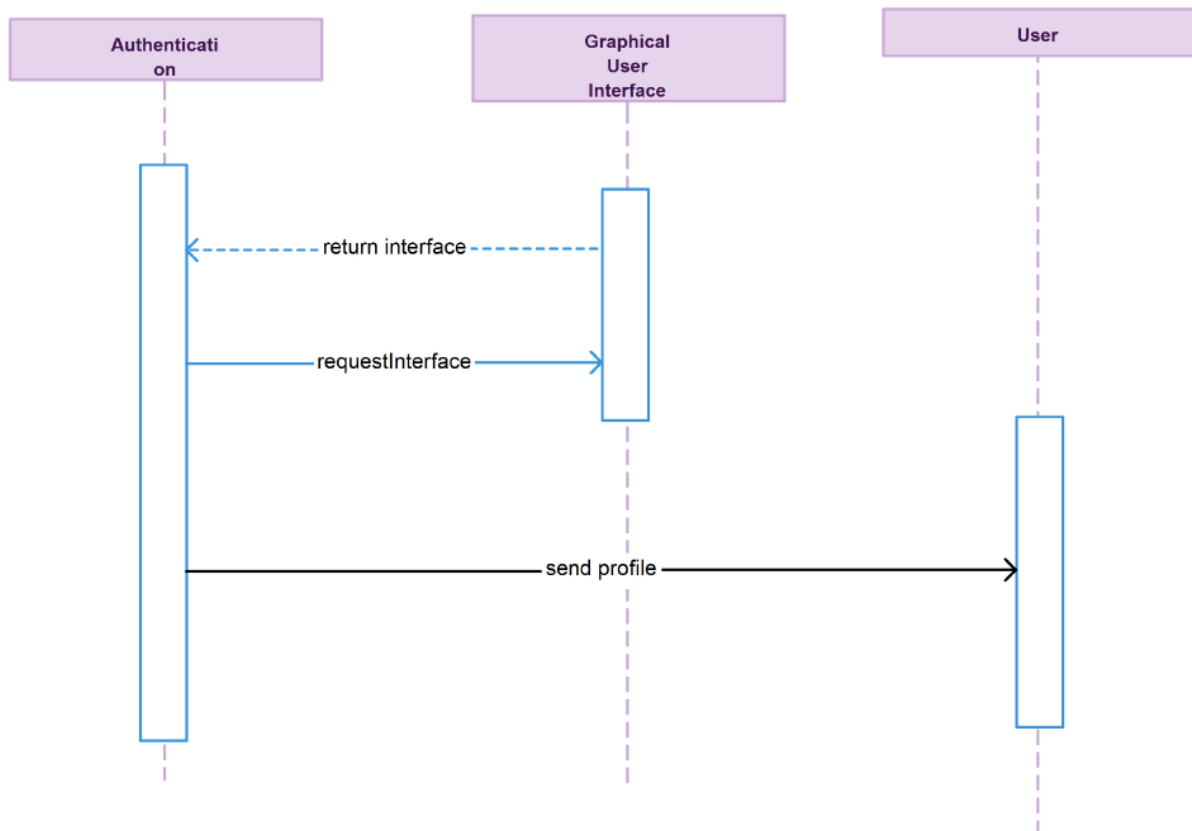 Authenticati
on
Graphical
User
Interface
User
return interface
requestInterface
send profile